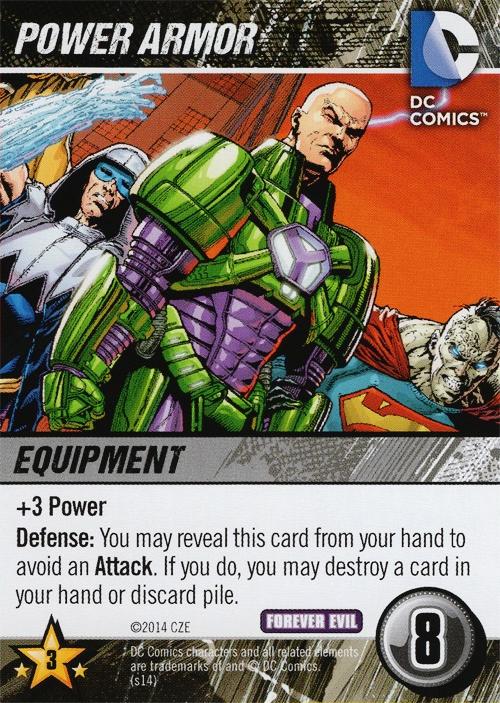 POWER ARMOR
DC
COMICS™
EQUIPMENT
+3 Power
Defense: You may reveal this card from your hand to
avoid an Attack. If you do, you may destroy a card in
your hand or discard pile.
©2014 CZE
FOREVER EVIL
3
8
DC Comics characters and all related elements
are trademarks of and © DC Comics.
(s14)